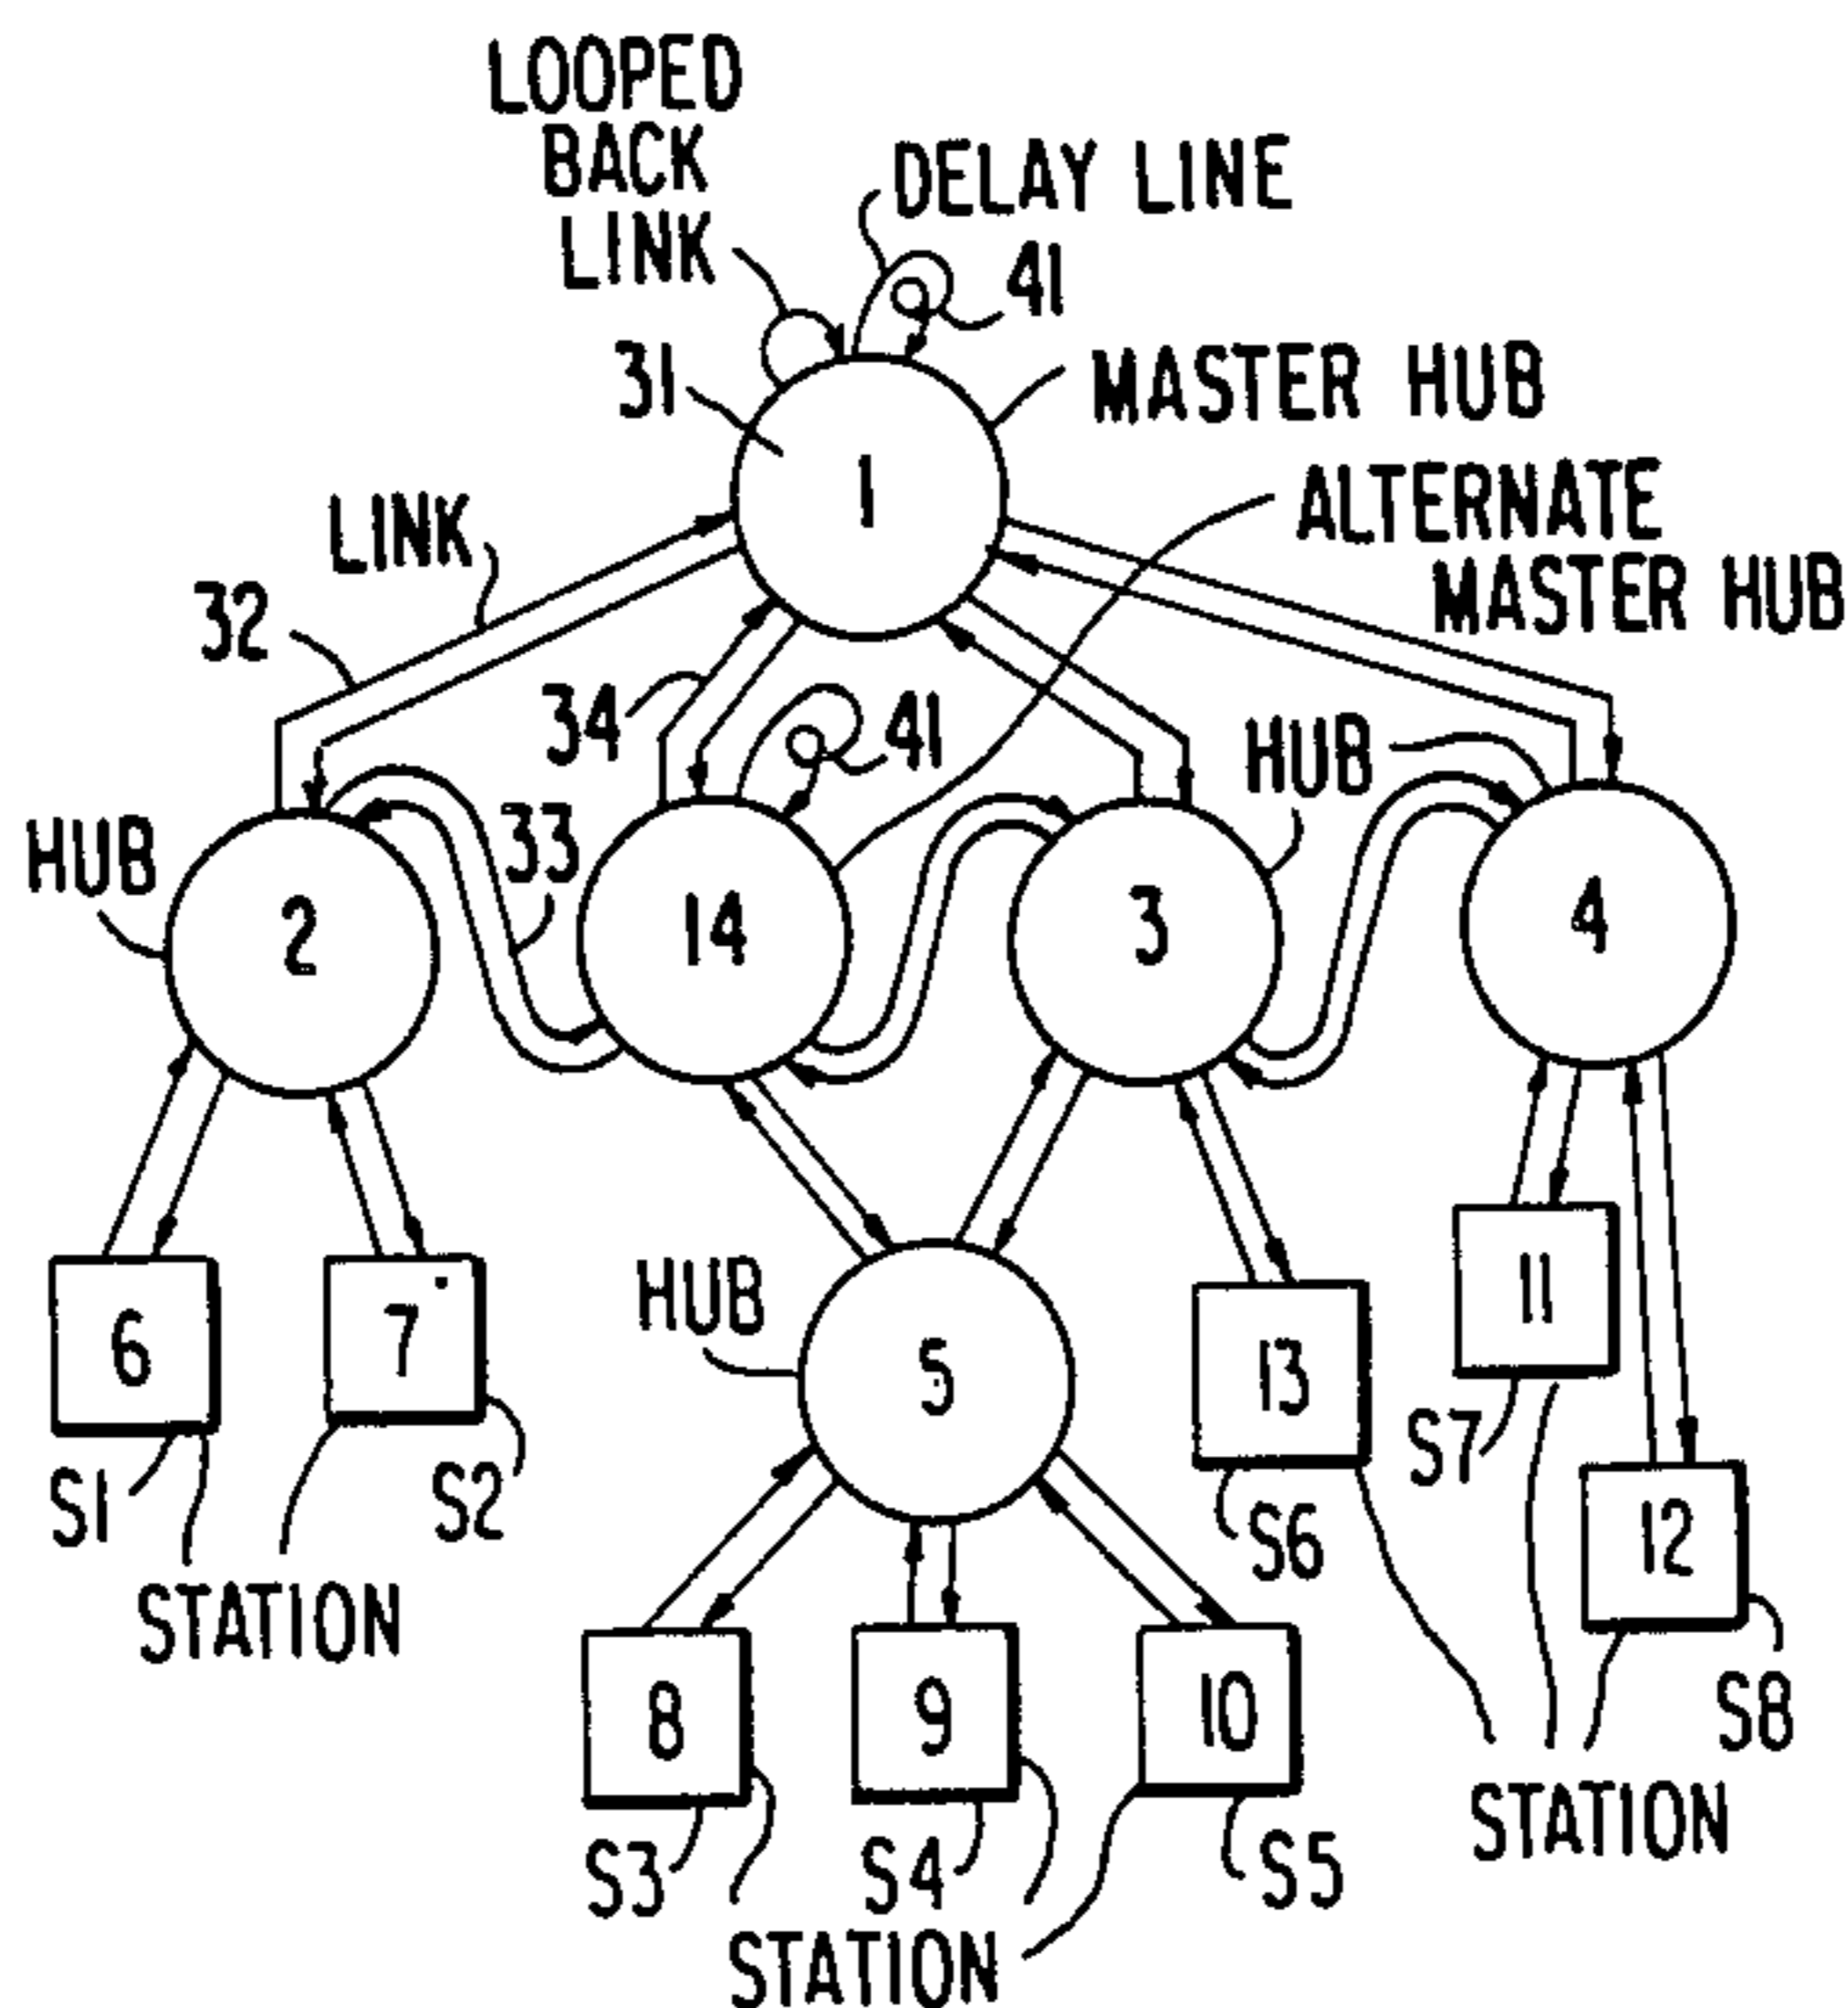 LOOPED
BACK
LINK
DELAY LINE
41
31
MASTER HUB
1
ALTERNATE
MASTER HUB
LINK
32
34
41
HUB
33
HUB
2
14
3
4
HUB
5
6
7
13
11
S1
S2
S6
S7
12
STATION
8
9
10
S8
S3
S4
S5
STATION
STATION